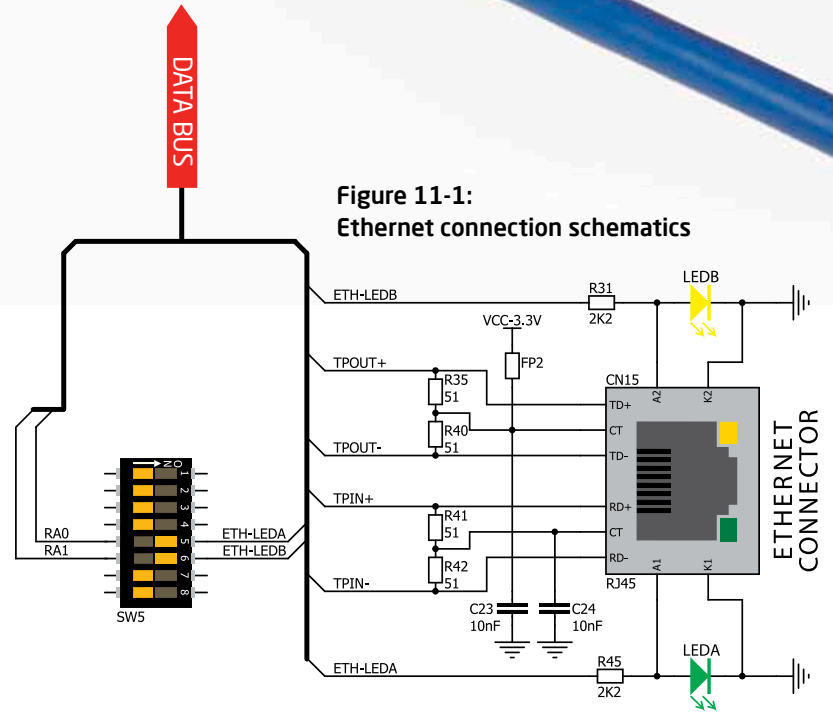 DATA BUS
Figure 11-1:
Ethernet connection schematics
LEDB
ETH-LEDB
R31
2K2
VCC-3.3V
FP2
TPOUT+
R35
51
CN15
A2
K2
TD+
R40
51
CT
TPOUT-
TD-
TPIN+
R41
51
RD+
CT
R42
51
RD-
TPIN-
A1
K1
RJ45
ETHERNET
CONNECTOR
ON
1
2
3
4
5
6
7
8
RA0
RA1
ETH-LEDA
ETH-LEDB
SW5
C23
10nF
C24
10nF
ETH-LEDA
R45
2K2
LEDA